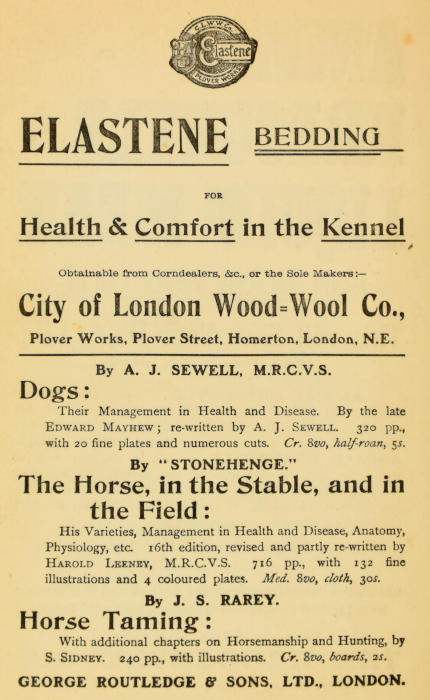 C.L.W.W.Co.
Elastene
PLOVER WORKS
ELASTENE BEDDING
FOR
Health & Comfort in the Kennel
Obtainable from Corndealers, &c., or the Sole Makers:—
City of London Wood=Wool Co.,
Plover Works, Plover Street, Homerton, London, N.E.
By A. J. SEWELL, M.R.C.V.S.
Dogs:
Their Management in Health and Disease. By the late
EDWARD MAYHEW; re-written by A. J. SEWELL. 320 pp.,
with 20 fine plates and numerous cuts. Cr. 8vo, half-roan, 5s.
By "STONEHENGE."
The Horse, in the Stable, and in
the Field:
His Varieties, Management in Health and Disease, Anatomy,
Physiology, etc. 16th edition, revised and partly re-written by
HAROLD LEENEY, M.R.C.V.S. 716 pp., with 132 fine
illustrations and 4 coloured plates. Med. 8vo, cloth, 30s.
By J. S. RAREY.
Horse Taming:
With additional chapters on Horsemanship and Hunting, by
S. SIDNEY. 240 pp., with illustrations. Cr. 8vo, boards, 2s.
GEORGE ROUTLEDGE & SONS, LTD., LONDON.